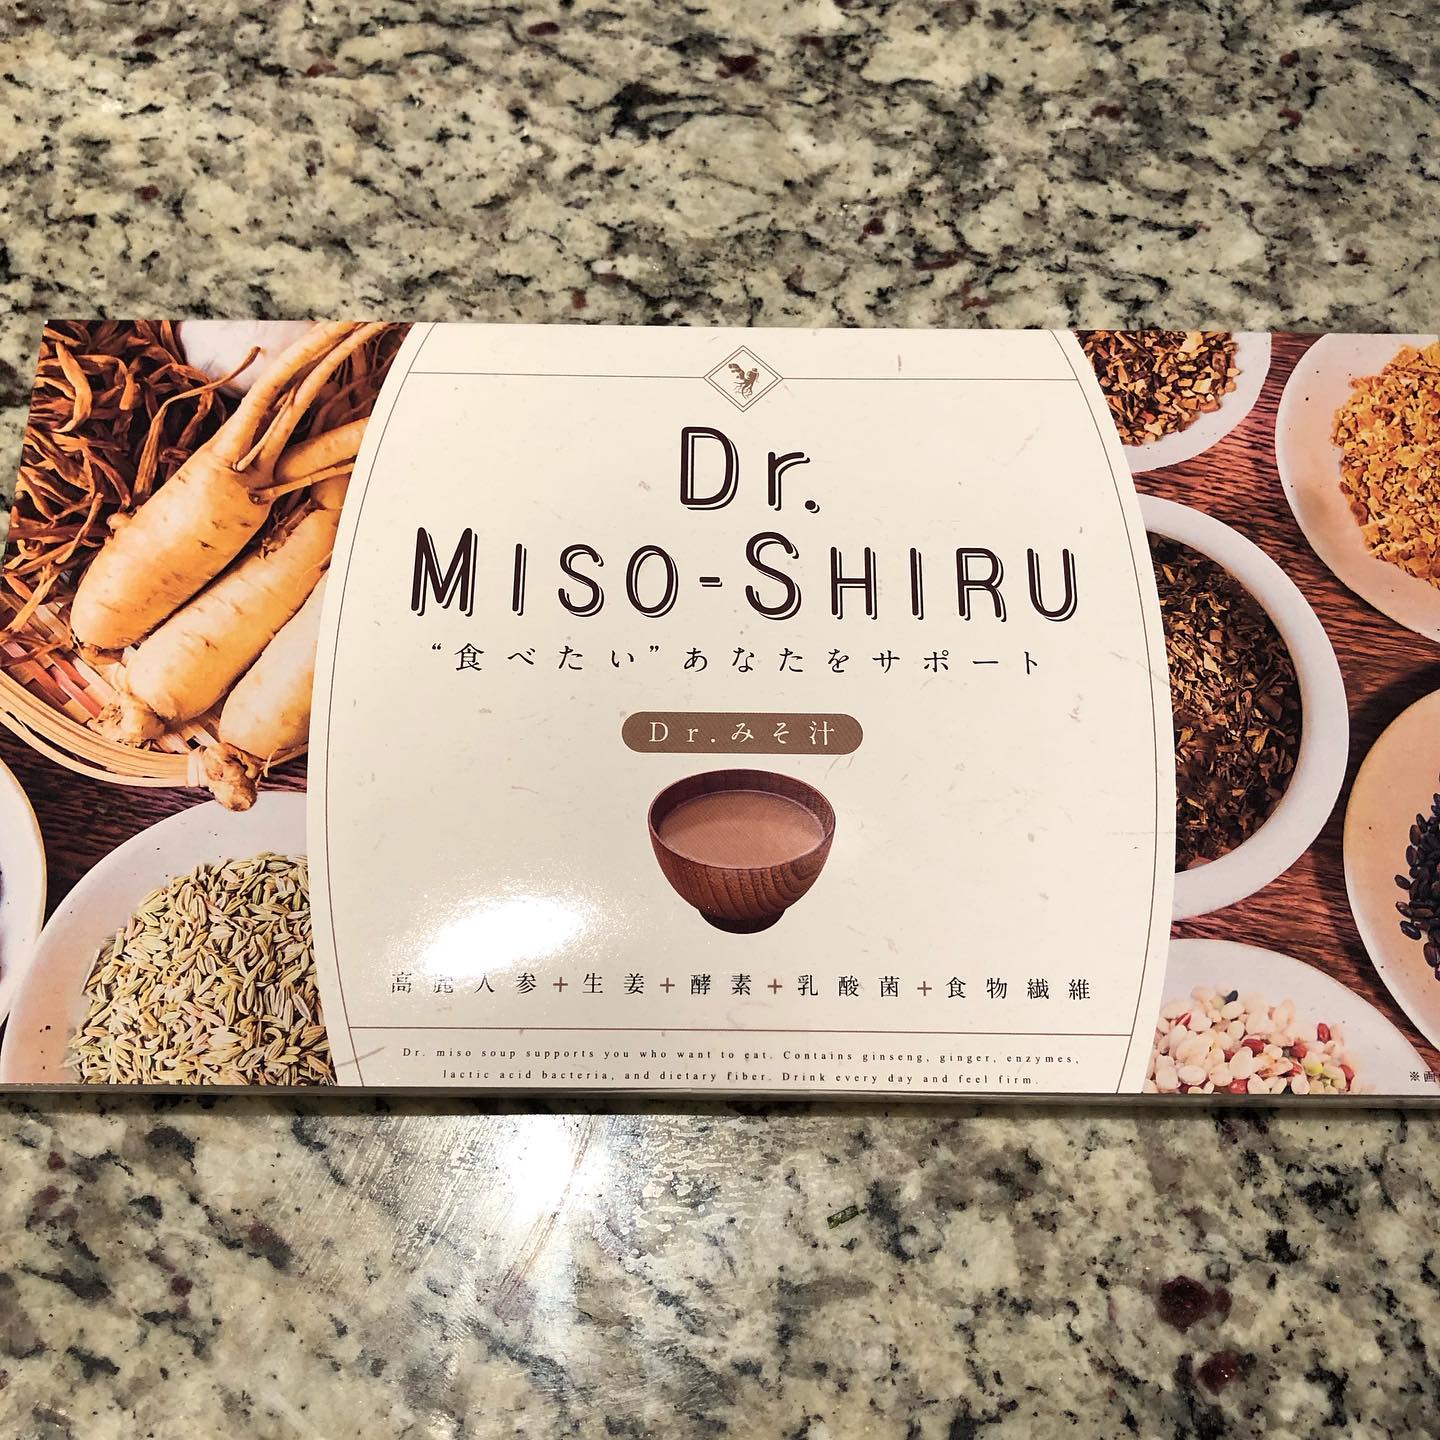 Dr.
MISO-SHIRU
“食べたい”あなたをサポート
Dr.みそ汁
高麗人参+生姜+酵素+乳酸菌+食物繊維
Dr. miso soup supports you who want to eat. Contains ginseng, ginger, enzymes,
lactic acid bacteria, and dietary fiber. Drink every day and feel firm.
※画